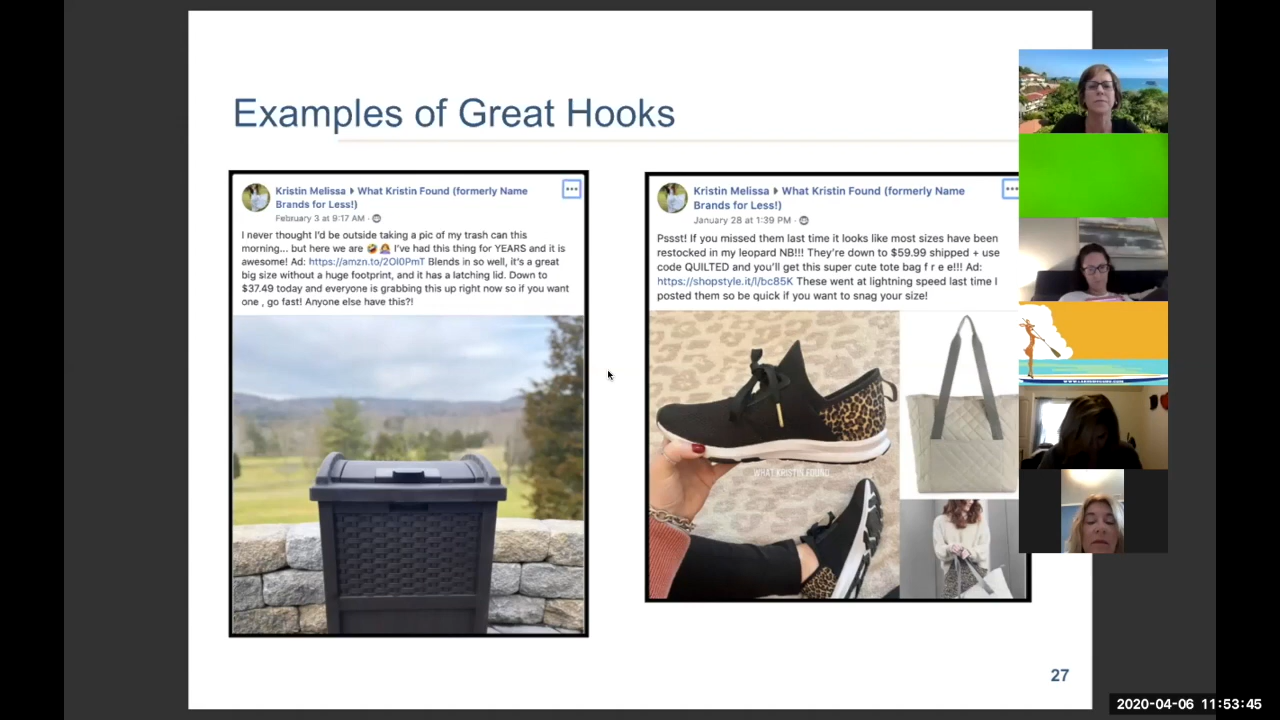 Examples of Great Hooks
Kristin Melissa ▸ What Kristin Found (formerly Name
Brands for Less!)
February 3 at 9:17 AM ·
I never thought I'd be outside taking a pic of my trash can this
morning... but here we are 🤣🤷‍♀️ I've had this thing for YEARS and it is
awesome! Ad: https://amzn.to/2OI0PmT Blends in so well, it's a great
big size without a huge footprint, and it has a latching lid. Down to
$37.49 today and everyone is grabbing this up right now so if you want
one , go fast! Anyone else have this?!
Kristin Melissa ▸ What Kristin Found (formerly Name
Brands for Less!)
January 28 at 1:39 PM ·
Pssst! If you missed them last time it looks like most sizes have been
restocked in my leopard NB!!! They're down to $59.99 shipped + use
code QUILTED and you'll get this super cute tote bag f r e e!!! Ad:
https://shopstyle.it/l/bc85K These went at lightning speed last time I
posted them so be quick if you want to snag your size!
WHAT KRISTIN FOUND
27
2020-04-06 11:53:45